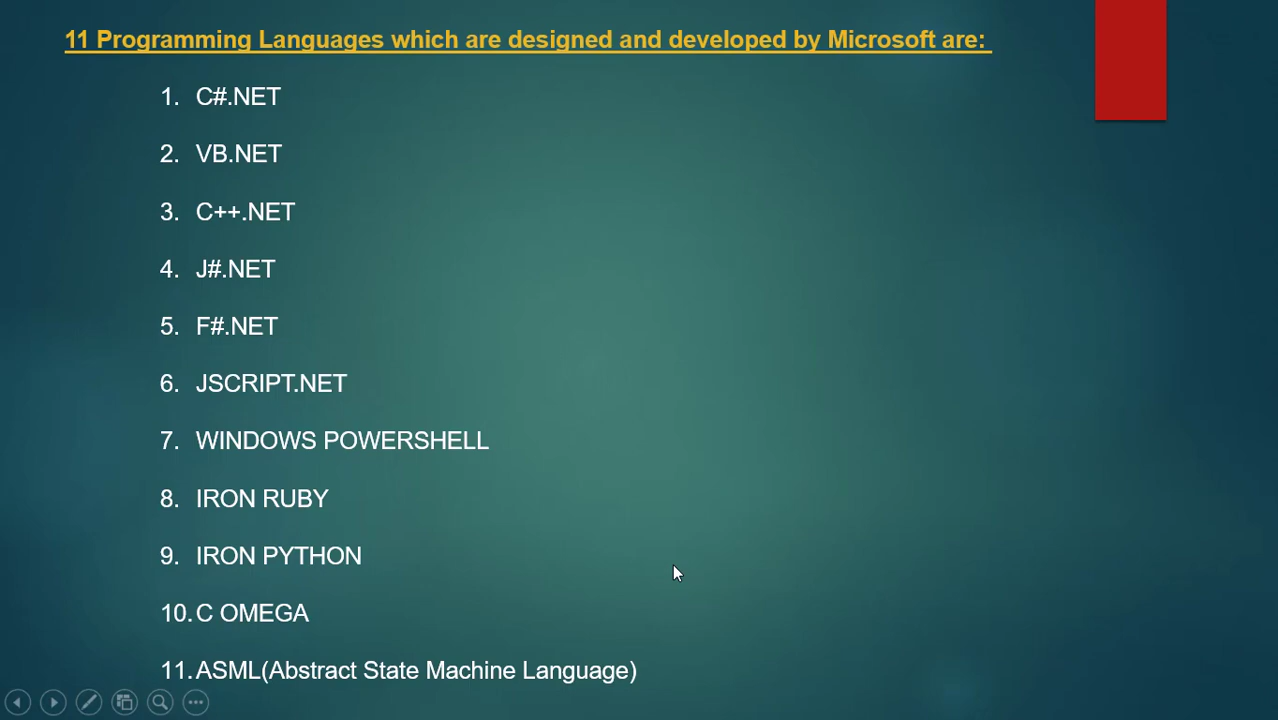 11 Programming Languages which are designed and developed by Microsoft are:
1. C#.NET
2. VB.NET
3. C++.NET
4. J#.NET
5. F#.NET
6. JSCRIPT.NET
7. WINDOWS POWERSHELL
8. IRON RUBY
9. IRON PYTHON
10. C OMEGA
11. ASML(Abstract State Machine Language)